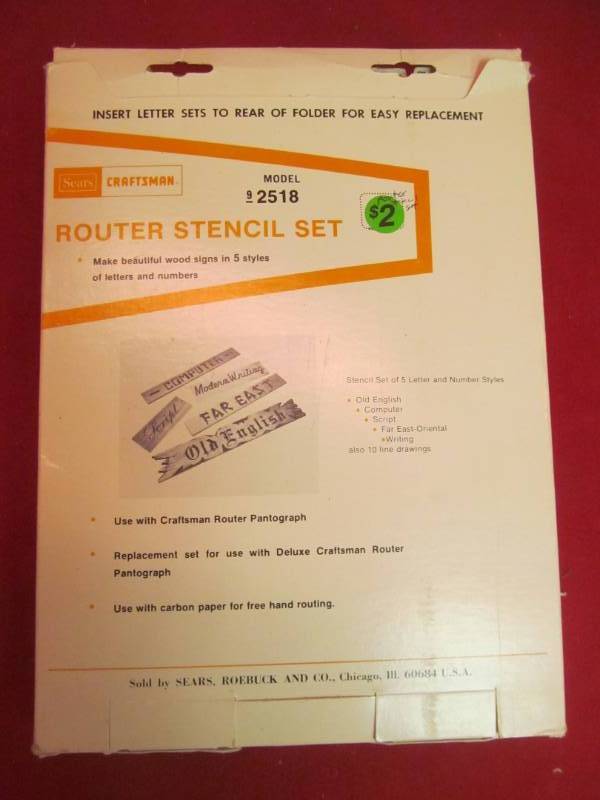 INSERT LETTER SETS TO REAR OF FOLDER FOR EASY REPLACEMENT
Sears CRAFTSMAN
MODEL
9 2518
$2
ROUTER STENCIL SET
• Make beautiful wood signs in 5 styles
of letters and numbers
COMPUTER
Modern Writing
Script
FAR EAST
Old English
Stencil Set of 5 Letter and Number Styles
• Old English
• Computer
• Script
• Far East-Oriental
• Writing
also 10 line drawings
• Use with Craftsman Router Pantograph
• Replacement set for use with Deluxe Craftsman Router
Pantograph
• Use with carbon paper for free hand routing.
Sold by SEARS, ROEBUCK AND CO., Chicago, Ill. 60684 U.S.A.